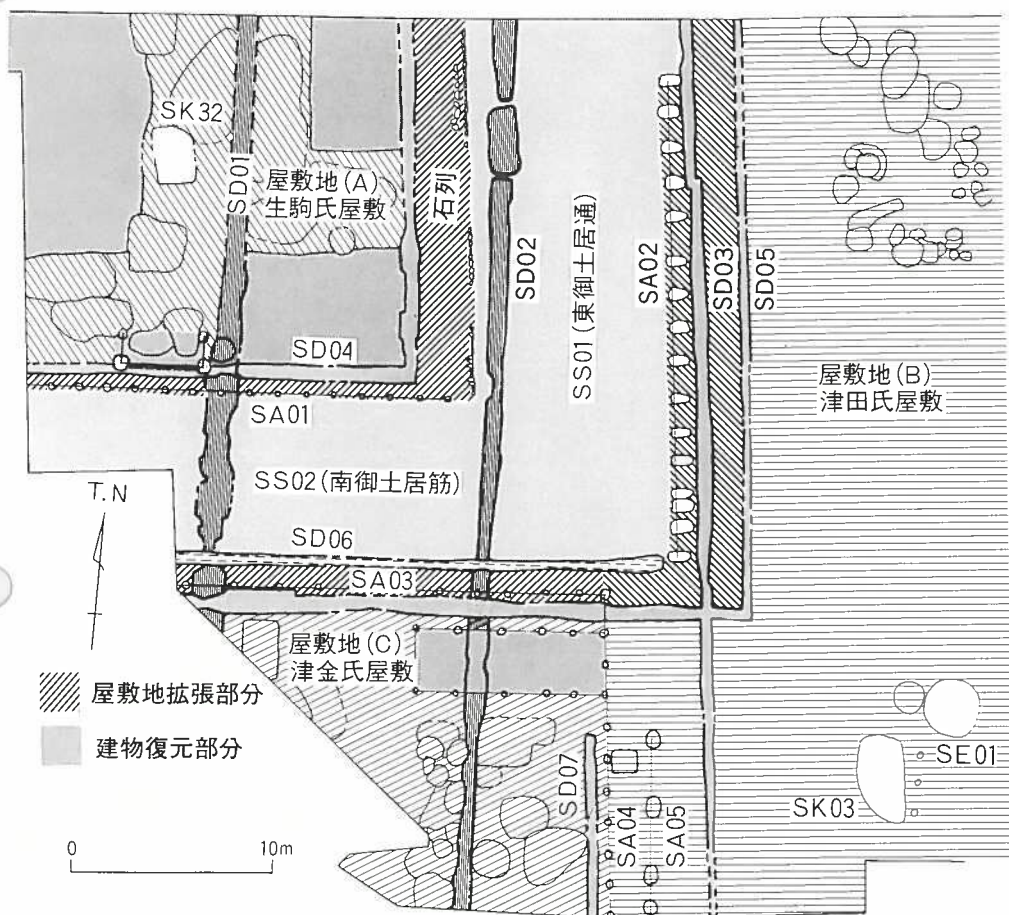 SK32
SD01
屋敷地(A)
生駒氏屋敷
石列
SD02
SS01(東御土居通)
SA02
SD03
SD05
SD04
SA01
屋敷地(B)
津田氏屋敷
SS02(南御土居筋)
T.N
SD06
SA03
屋敷地(C)
津金氏屋敷
屋敷地拡張部分
建物復元部分
SD07
SA04
SA05
SE01
SK03
0 10m